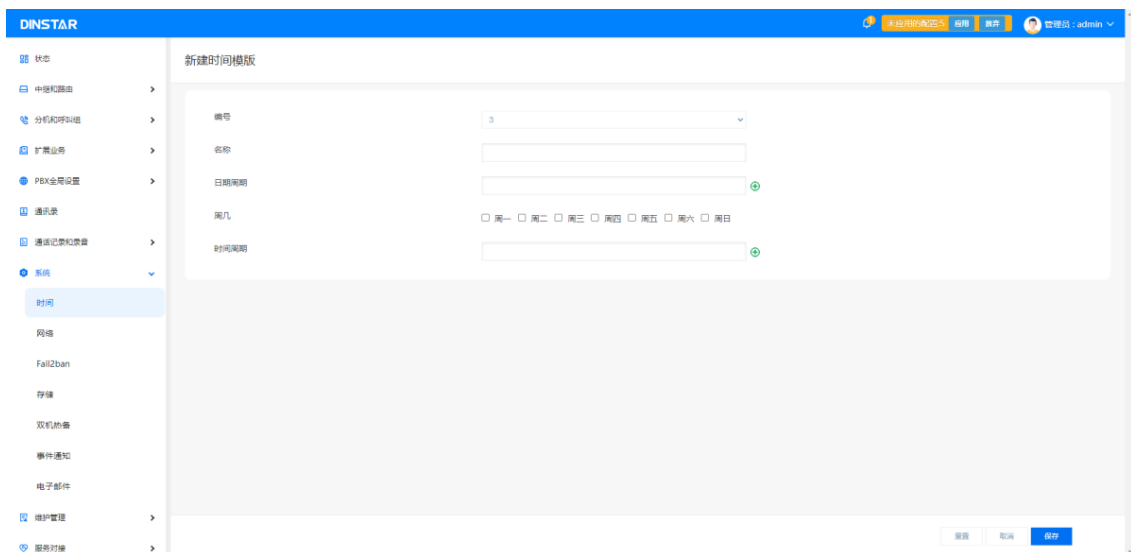 DINSTAR
未应用的配置:5 应用 放弃
管理员 : admin
状态
中继和路由
分机和呼叫组
扩展业务
PBX全局设置
通讯录
通话记录和录音
系统
时间
网络
Fail2ban
存储
双机热备
事件通知
电子邮件
维护管理
服务对接
新建时间模版
编号 3
名称
日期周期
周几 周一 周二 周三 周四 周五 周六 周日
时间周期
重置 取消 保存